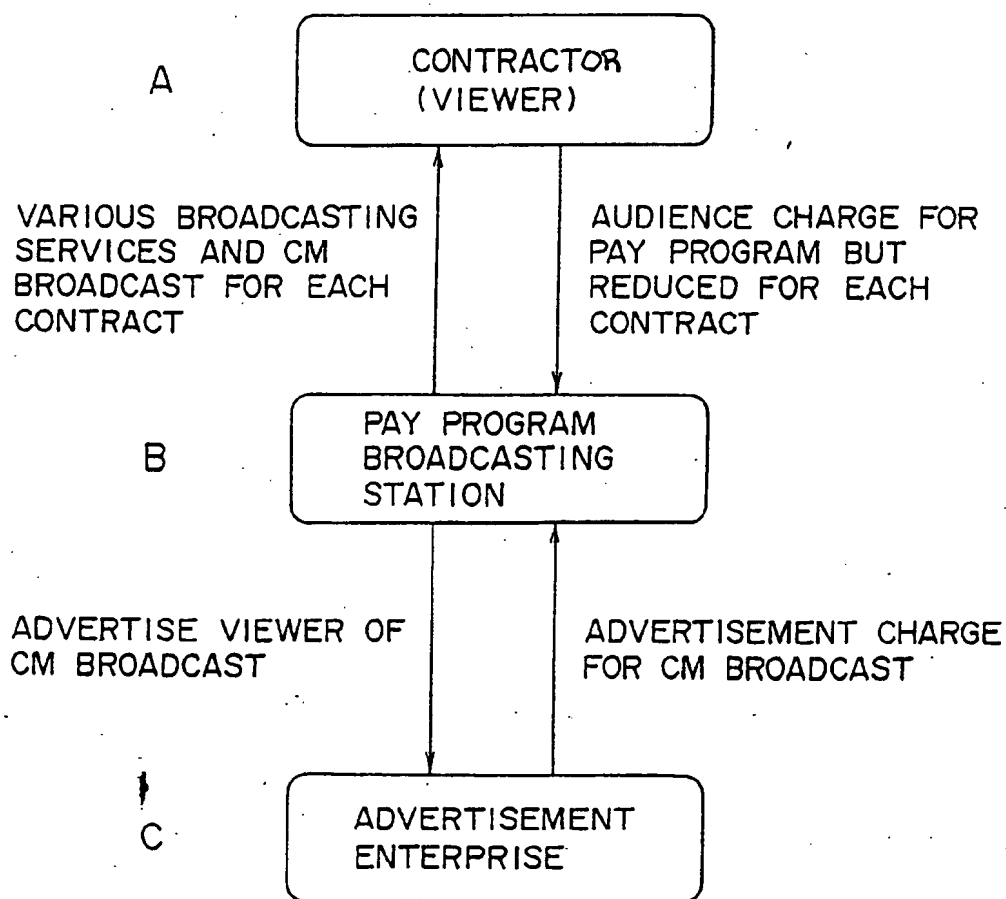 A
CONTRACTOR
(VIEWER)
VARIOUS BROADCASTING
SERVICES AND CM
BROADCAST FOR EACH
CONTRACT
AUDIENCE CHARGE FOR
PAY PROGRAM BUT
REDUCED FOR EACH
CONTRACT
B
PAY PROGRAM
BROADCASTING
STATION
ADVERTISE VIEWER OF
CM BROADCAST
ADVERTISEMENT CHARGE
FOR CM BROADCAST
C
ADVERTISEMENT
ENTERPRISE